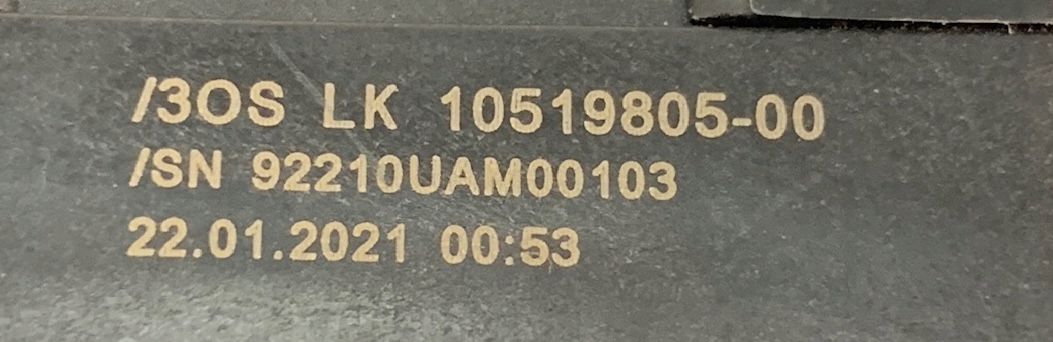 /3OS LK 10519805-00
/SN 92210UAM00103
22.01.2021 00:53